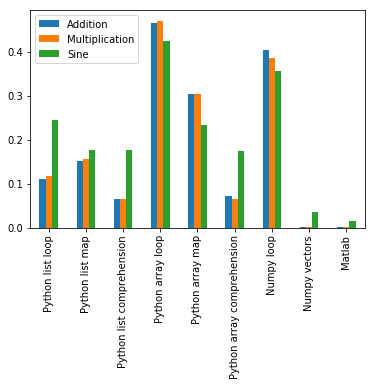 Addition
Multiplication
Sine
0.4
0.3
0.2
0.1
0.0
Python list loop
Python list map
Python list comprehension
Python array loop
Python array map
Python array comprehension
Numpy loop
Numpy vectors
Matlab